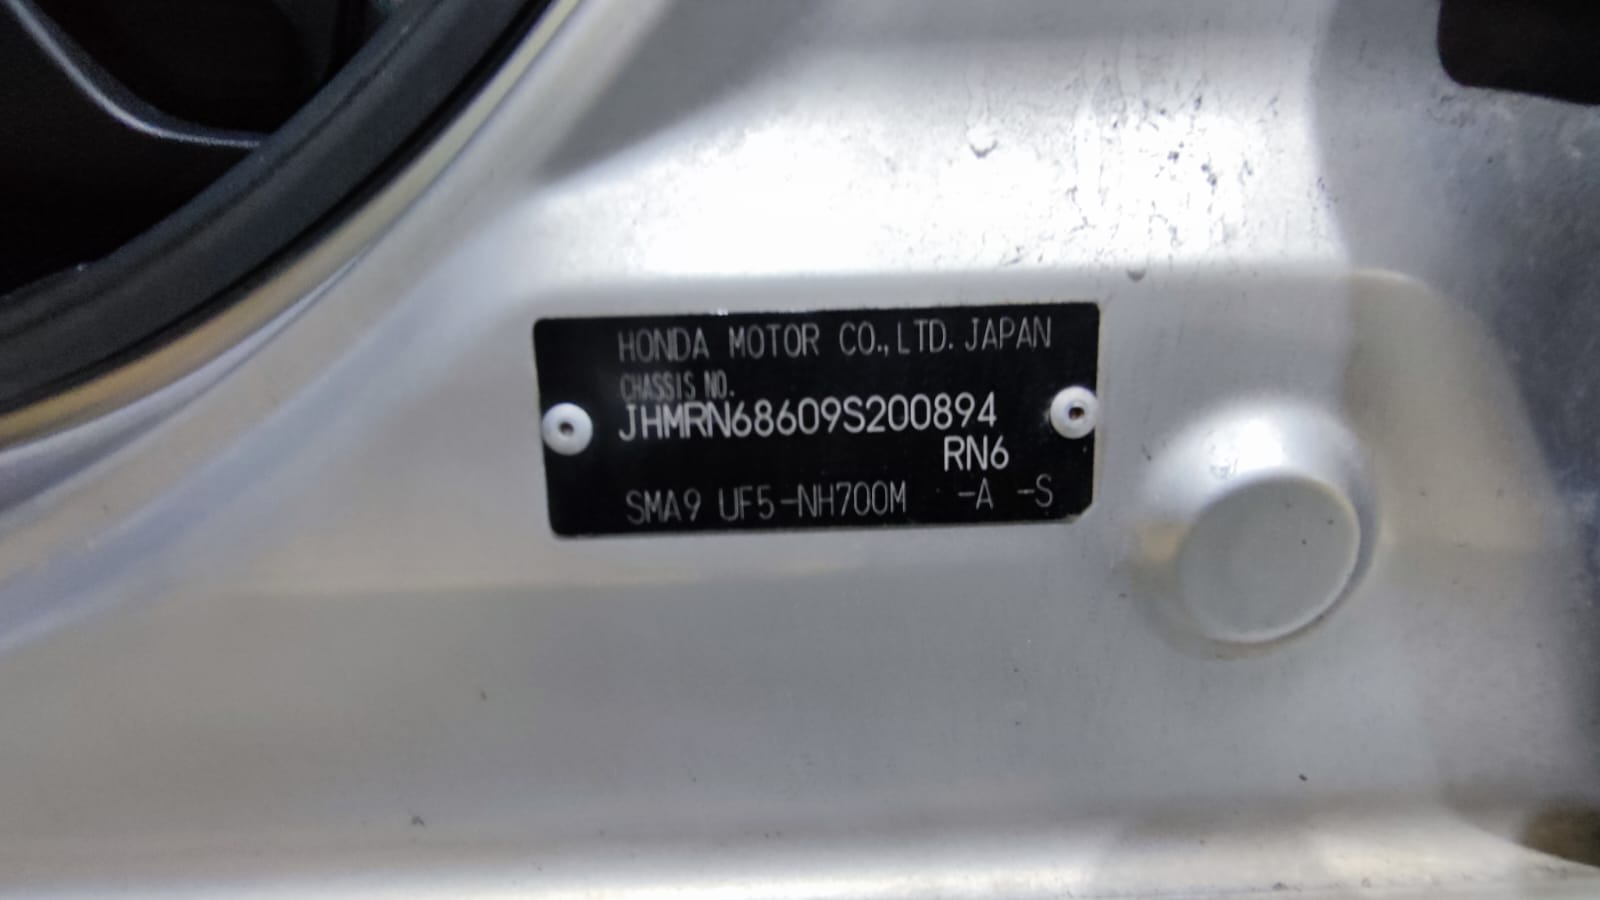 HONDA MOTOR CO.,LTD. JAPAN
CHASSIS NO.
JHMRN68609S200894
RN6
SMA9 UF5-NH700M -A -S